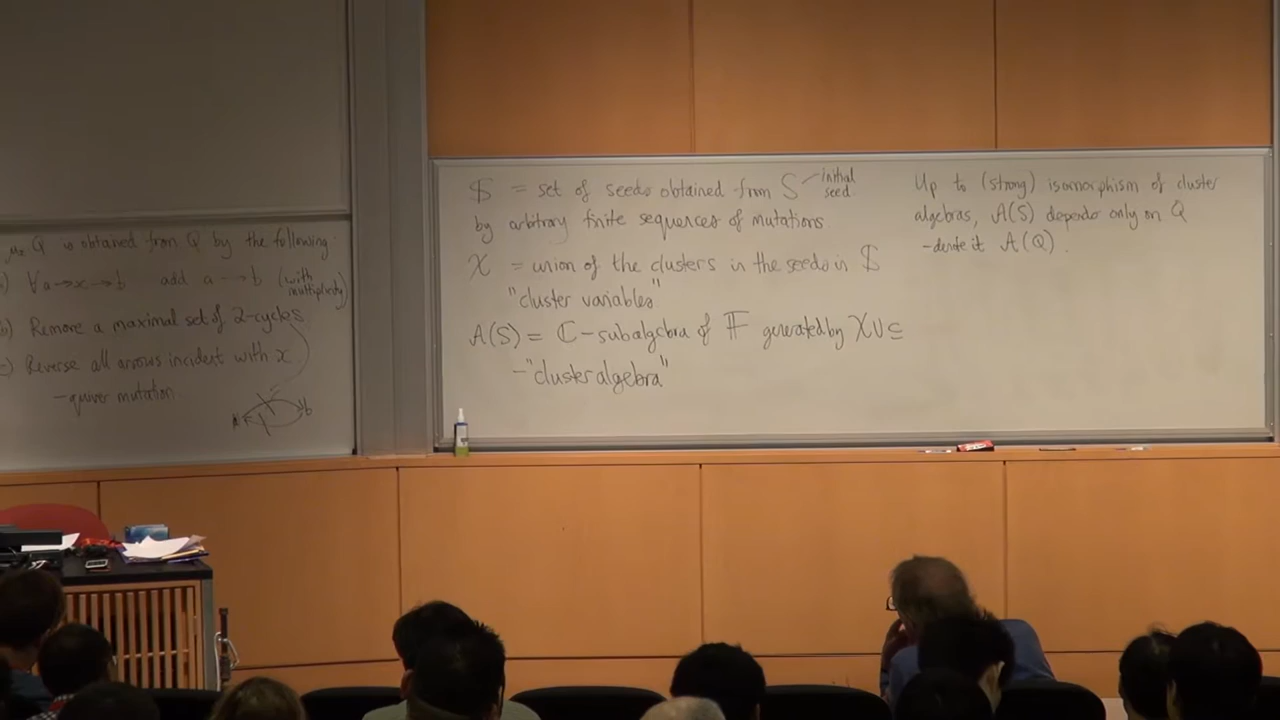 μₓ Q is obtained from Q by the following:
a) ∀ a→x→b add a→b (with multiplicity)
b) Remove a maximal set of 2-cycles
c) Reverse all arrows incident with x
- quiver mutation.
a b
$ = set of seeds obtained from S initial seed
by arbitrary finite sequences of mutations
χ = union of the clusters in the seeds in $
"cluster variables"
A(S) = ℂ-subalgebra of 𝔽 generated by χ∪c
- "cluster algebra"
Up to (strong) isomorphism of cluster
algebras, A(S) depends only on Q
- denote it A(Q).